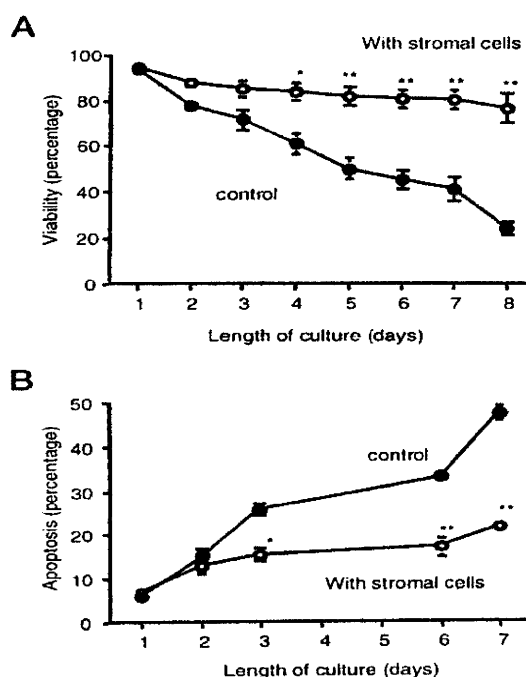 A
With stromal cells
100
80
60
40
20
0
Viability (percentage)
* ** ** ** **
control
1 2 3 4 5 6 7 8
Length of culture (days)
B
50
40
30
20
10
0
Apoptosis (percentage)
control
* ** **
With stromal cells
1 2 3 4 5 6 7
Length of culture (days)